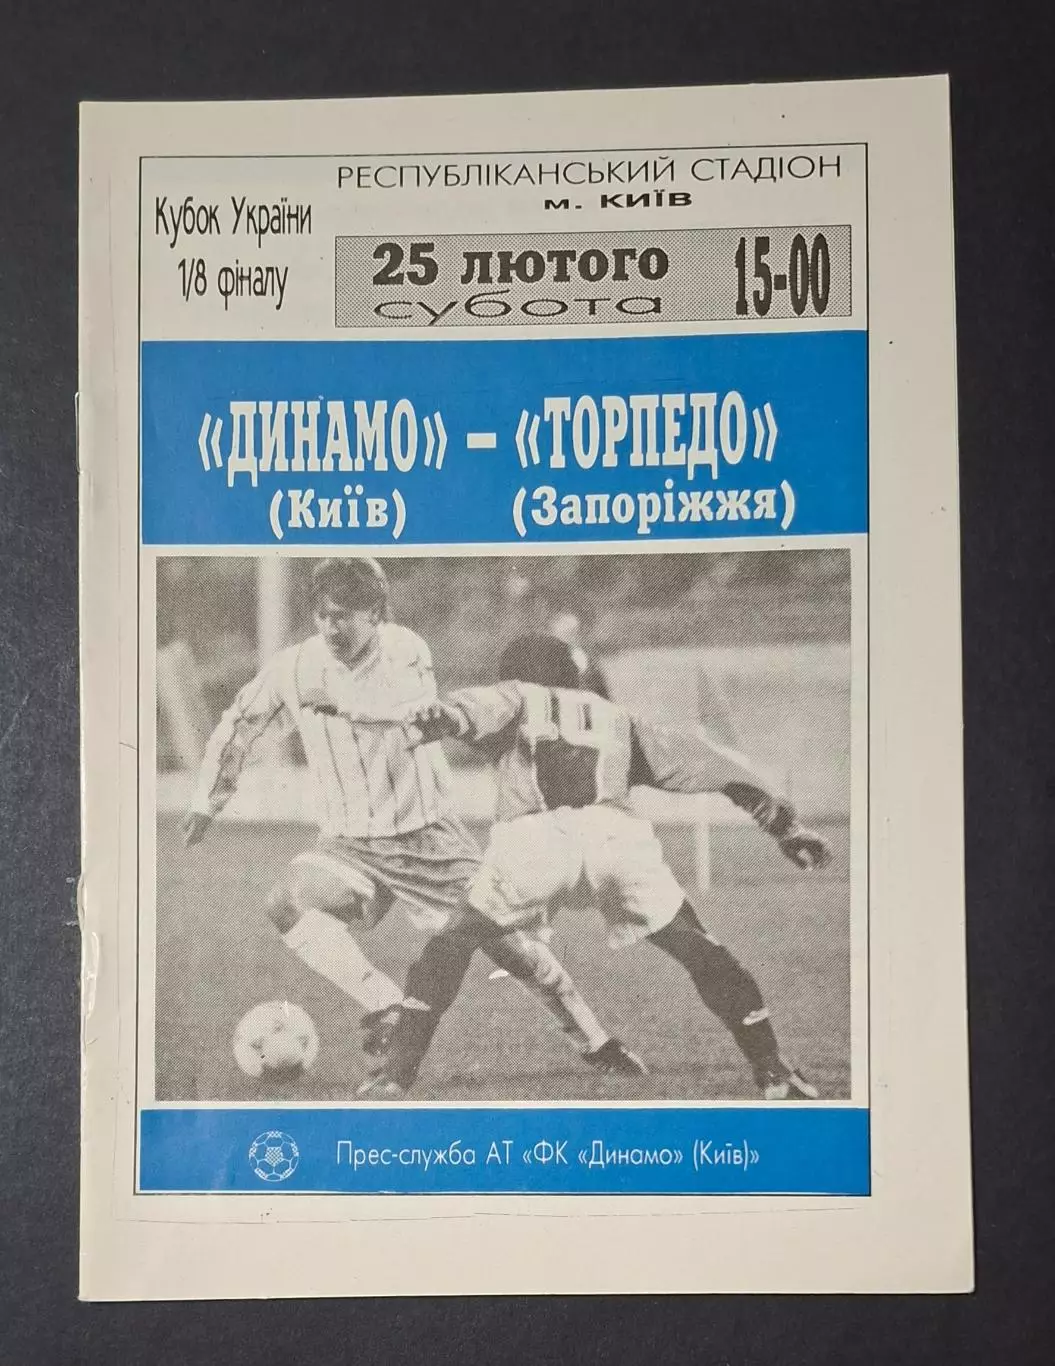 РЕСПУБЛІКАНСЬКИЙ СТАДІОН
м. КИЇВ
Кубок України
1/8 фіналу
25 лютого
субота
15-00
«ДИНАМО» – «ТОРПЕДО»
(Київ) (Запоріжжя)
10
Прес-служба АТ «ФК «Динамо» (Київ)»